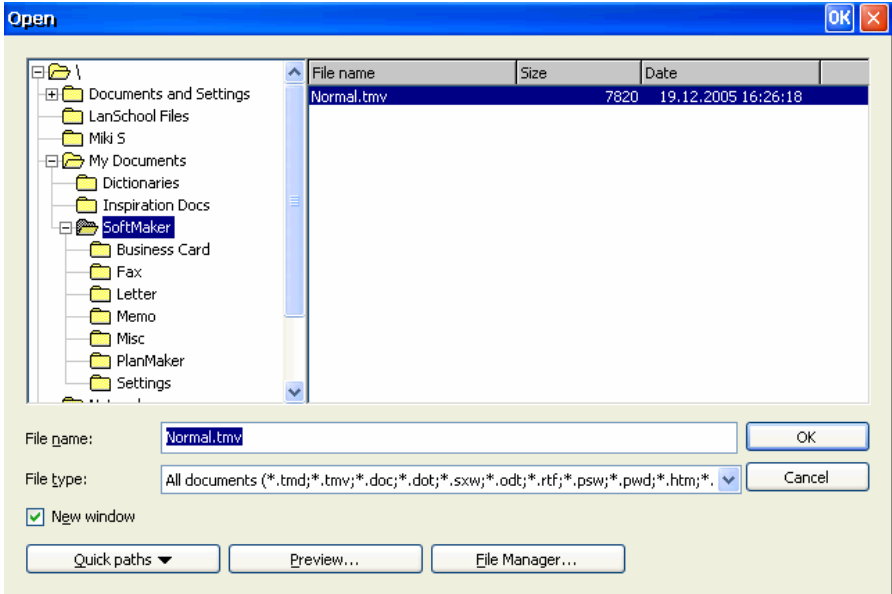 Open OK
\
Documents and Settings
LanSchool Files
Miki S
My Documents
Dictionaries
Inspiration Docs
SoftMaker
Business Card
Fax
Letter
Memo
Misc
PlanMaker
Settings
File name Size Date
Normal.tmv 7820 19.12.2005 16:26:18
File name: Normal.tmv OK
File type: All documents (*.tmd;*.tmv;*.doc;*.dot;*.sxw;*.odt;*.rtf;*.psw;*.pwd;*.htm;*. Cancel
New window
Quick paths Preview... File Manager...